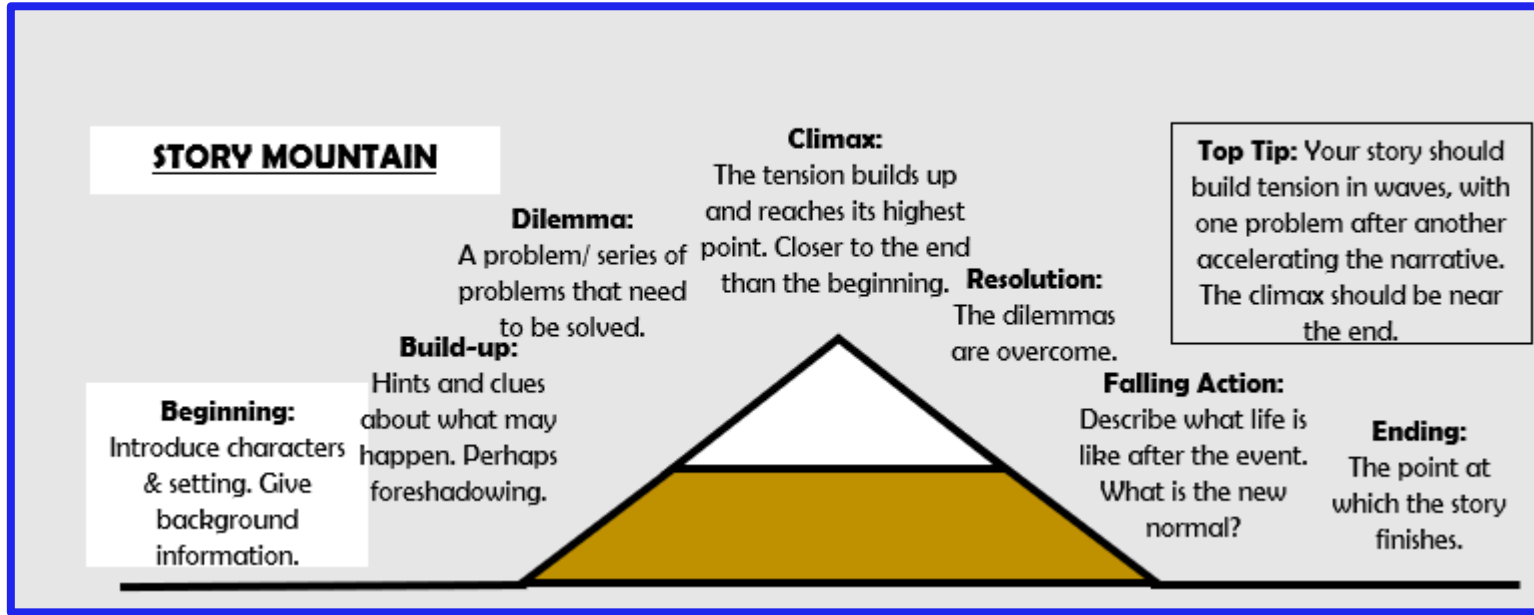 STORY MOUNTAIN
Beginning:
Introduce characters
& setting. Give
background
information.
Build-up:
Hints and clues
about what may
happen. Perhaps
foreshadowing.
Dilemma:
A problem/ series of
problems that need
to be solved.
Climax:
The tension builds up
and reaches its highest
point. Closer to the end
than the beginning.
Resolution:
The dilemmas
are overcome.
Falling Action:
Describe what life is
like after the event.
What is the new
normal?
Ending:
The point at
which the story
finishes.
Top Tip: Your story should
build tension in waves, with
one problem after another
accelerating the narrative.
The climax should be near
the end.